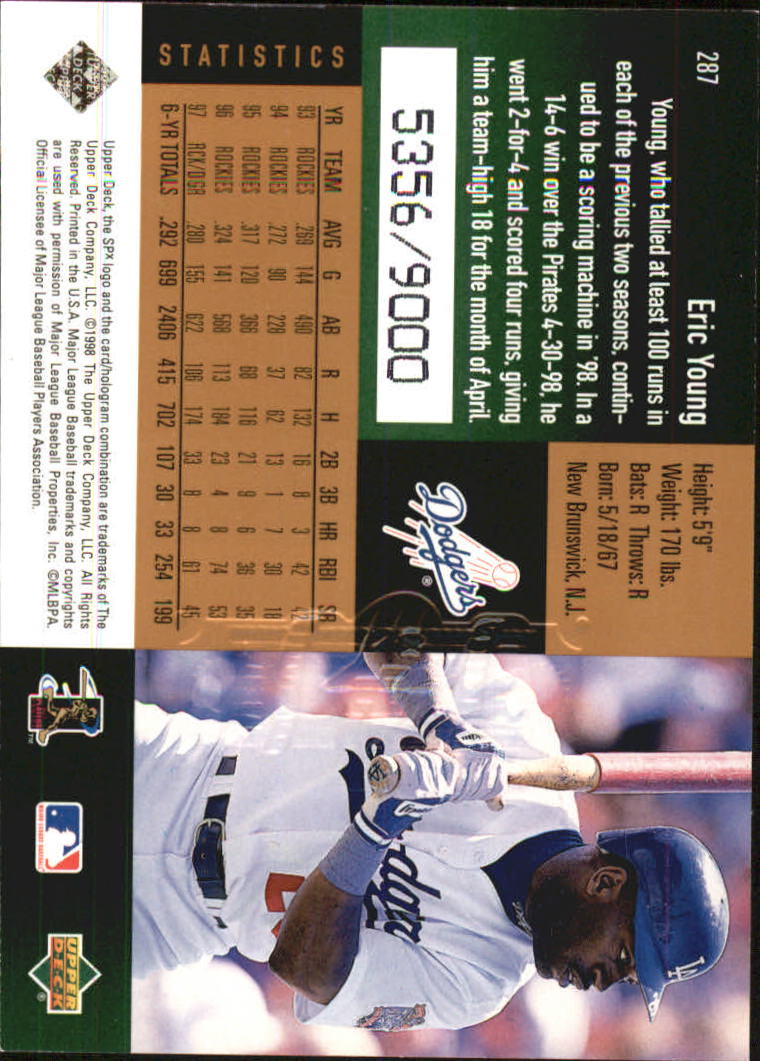 287
Eric Young
Young, who tallied at least 100 runs in
each of the previous two seasons, contin-
ued to be a scoring machine in '98. In a
14-6 win over the Pirates 4-30-98, he
went 2-for-4 and scored four runs, giving
him a team-high 18 for the month of April.
5356/9000
Height: 5'9"
Weight: 170 lbs.
Bats: R Throws: R
Born: 5/18/67
New Brunswick, N.J.
Dodgers®
STATISTICS
YR TEAM AVG G AB R H 2B 3B HR RBI SB
93 ROCKIES .269 144 490 82 132 16 8 3 42 42
94 ROCKIES .272 90 228 37 62 13 1 7 30 18
95 ROCKIES .317 120 366 68 116 21 9 6 36 35
96 ROCKIES .324 141 568 113 184 23 4 8 74 53
97 RCK/DGR .280 155 622 106 174 33 8 8 61 45
6-YR TOTALS .292 699 2406 415 702 107 30 33 254 199
UPPER DECK
Upper Deck, the SPx logo and the card/hologram combination are trademarks of The
Upper Deck Company, LLC. ©1998 The Upper Deck Company, LLC. All Rights
Reserved. Printed in the U.S.A. Major League Baseball trademarks and copyrights
are used with permission of Major League Baseball Properties, Inc. ©MLBPA.
Official Licensee of Major League Baseball Players Association.
LA
UPPER
DECK
®